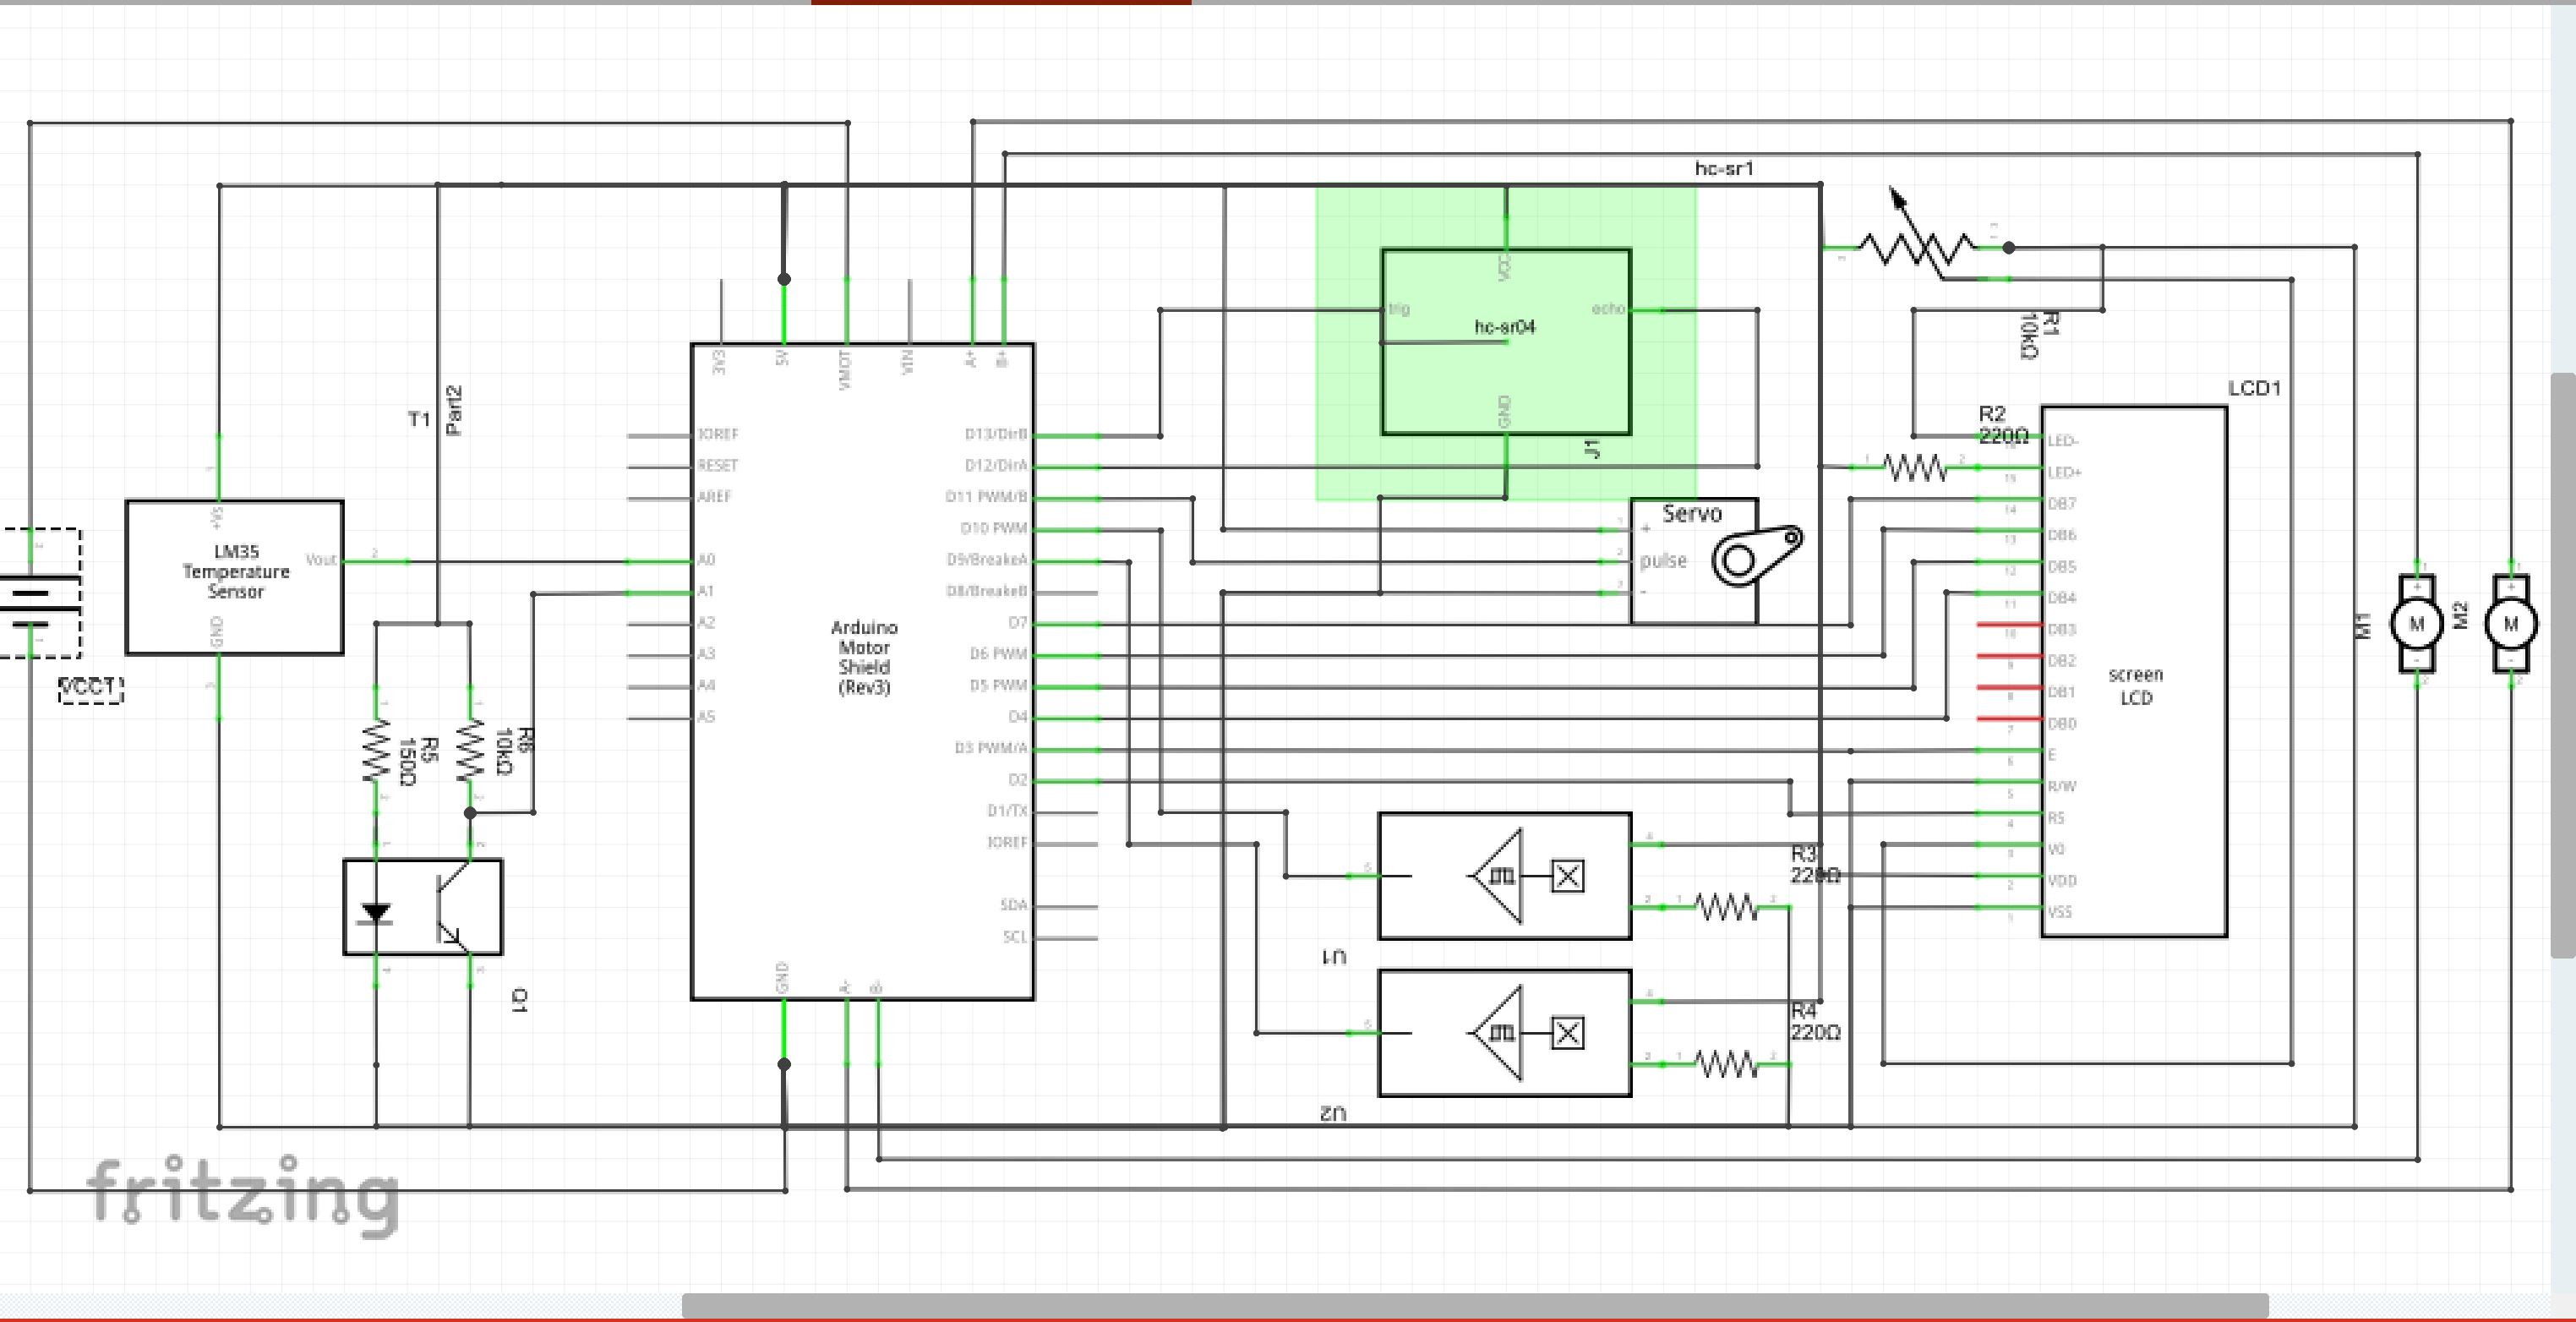 hc-sr1
VCC
trig
echo
hc-sr04
GND
J1
R1
10kΩ
LCD1
R2
220Ω
LED-
LED+
DB7
DB6
DB5
DB4
DB3
DB2
DB1
DB0
E
R/W
RS
V0
VDD
VSS
screen
LCD
T1
Part2
3V3
5V
VMOT
VIN
A+
B+
IOREF
RESET
AREF
A0
A1
A2
A3
A4
A5
D13/DirB
D12/DirA
D11 PWM/B
D10 PWM
D9/BreakeA
D8/BreakeB
D7
D6 PWM
D5 PWM
D4
D3 PWM/A
D2
D1/TX
IOREF
SDA
SCL
Arduino
Motor
Shield
(Rev3)
GND
A-
B-
+Vs
LM35
Temperature
Sensor
Vout
GND
VCC1
R5
150Ω
R6
10kΩ
Q1
Servo
+
pulse
-
R3
220Ω
U1
R4
220Ω
U2
M1
M
M2
M
fritzing